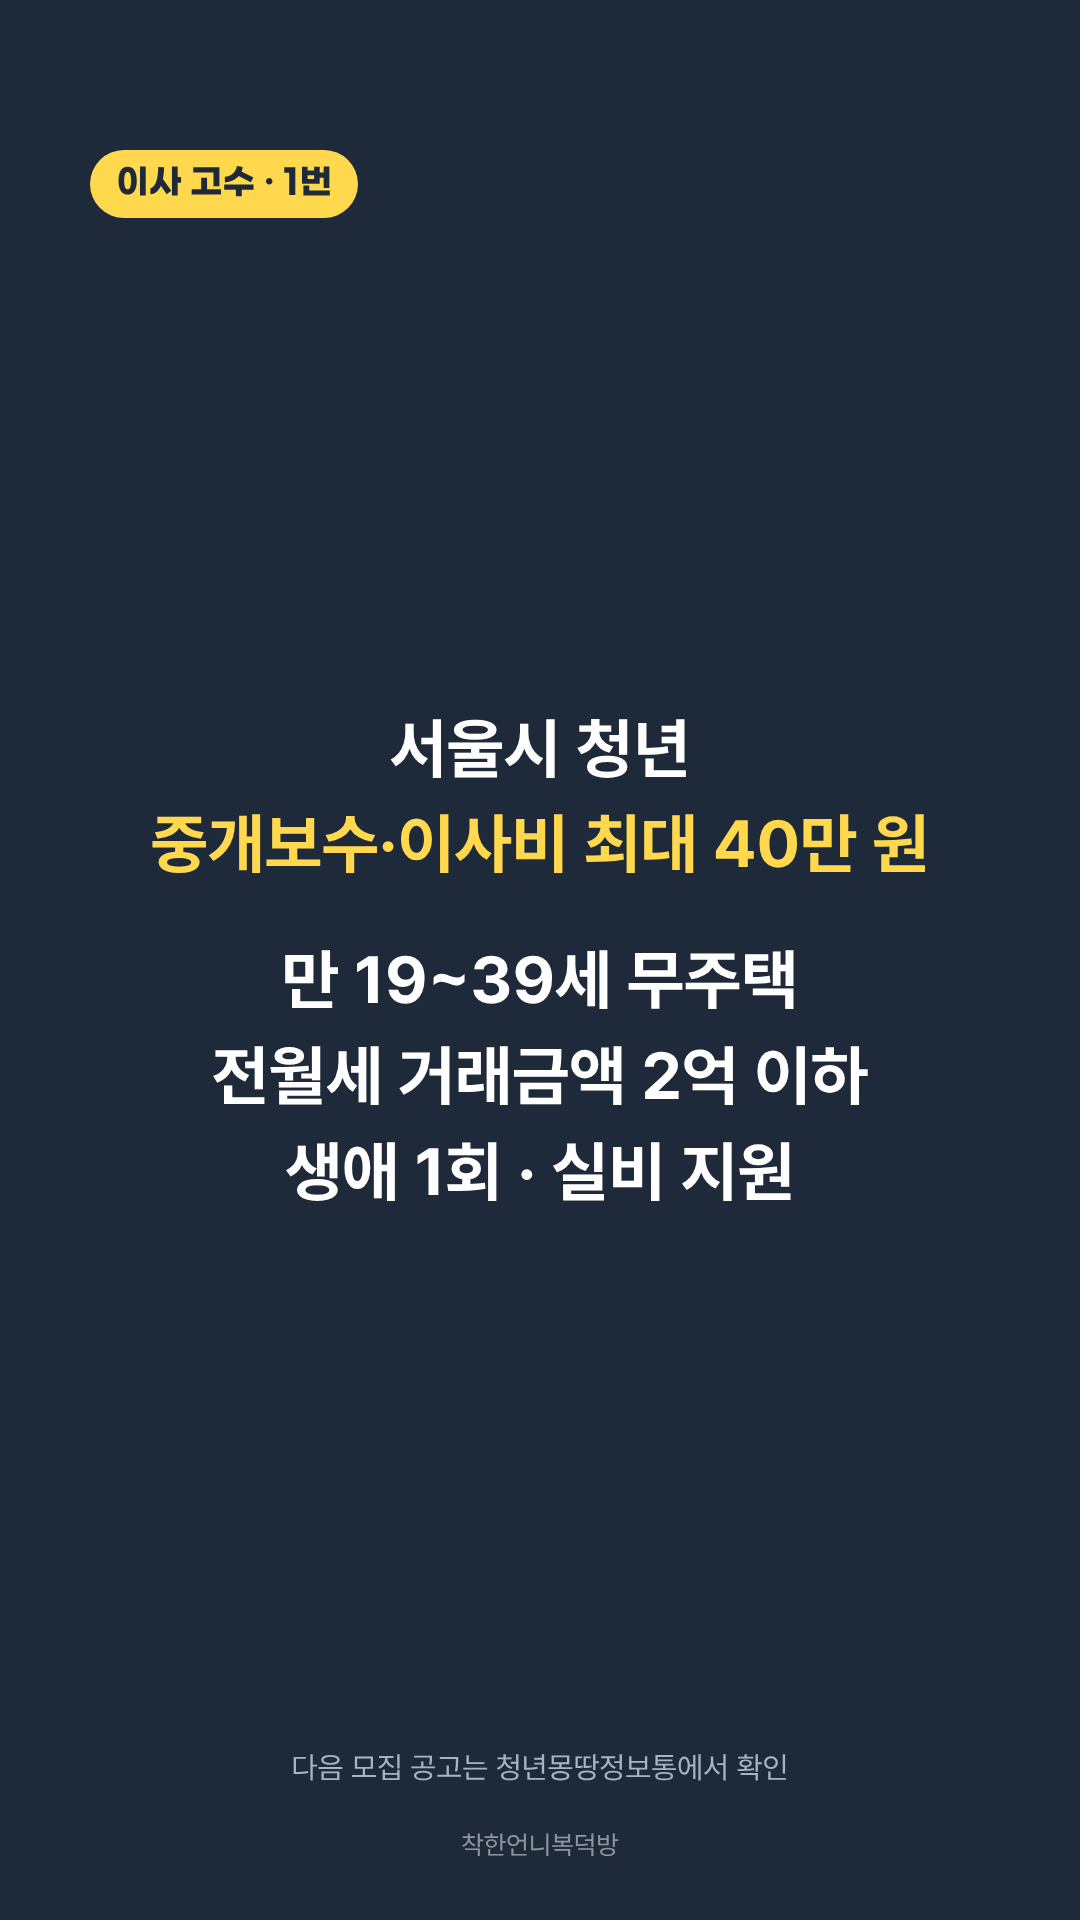 이사 고수 · 1번
서울시 청년
중개보수·이사비 최대 40만 원
만 19~39세 무주택
전월세 거래금액 2억 이하
생애 1회 · 실비 지원
다음 모집 공고는 청년몽땅정보통에서 확인
착한언니복덕방